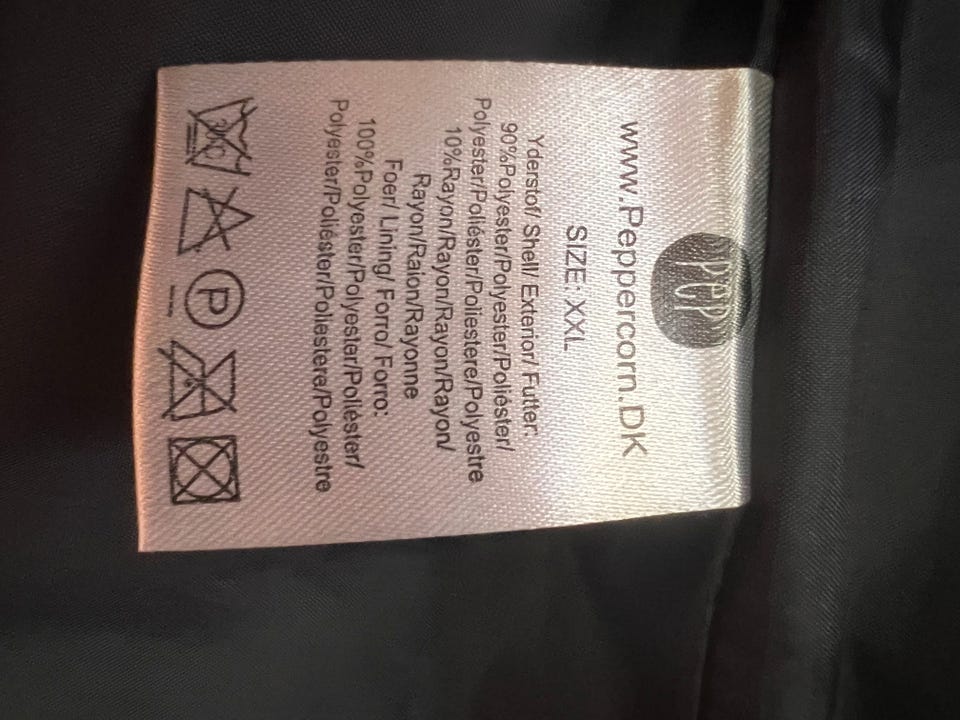 PEP
www.Peppercorn.DK
SIZE: XXL
Yderstof/ Shell/ Exterior/ Futter:
90%Polyester/Polyester/Poliéster/
Polyester/Poliéster/Poliestere/Polyestre
10%Rayon/Rayon/Rayon/Rayon/
Rayon/Raion/Rayonne
Foer/ Lining/ Forro/ Forro:
100%Polyester/Polyester/Poliéster/
Polyester/Poliéster/Poliestere/Polyestre
30°C
P